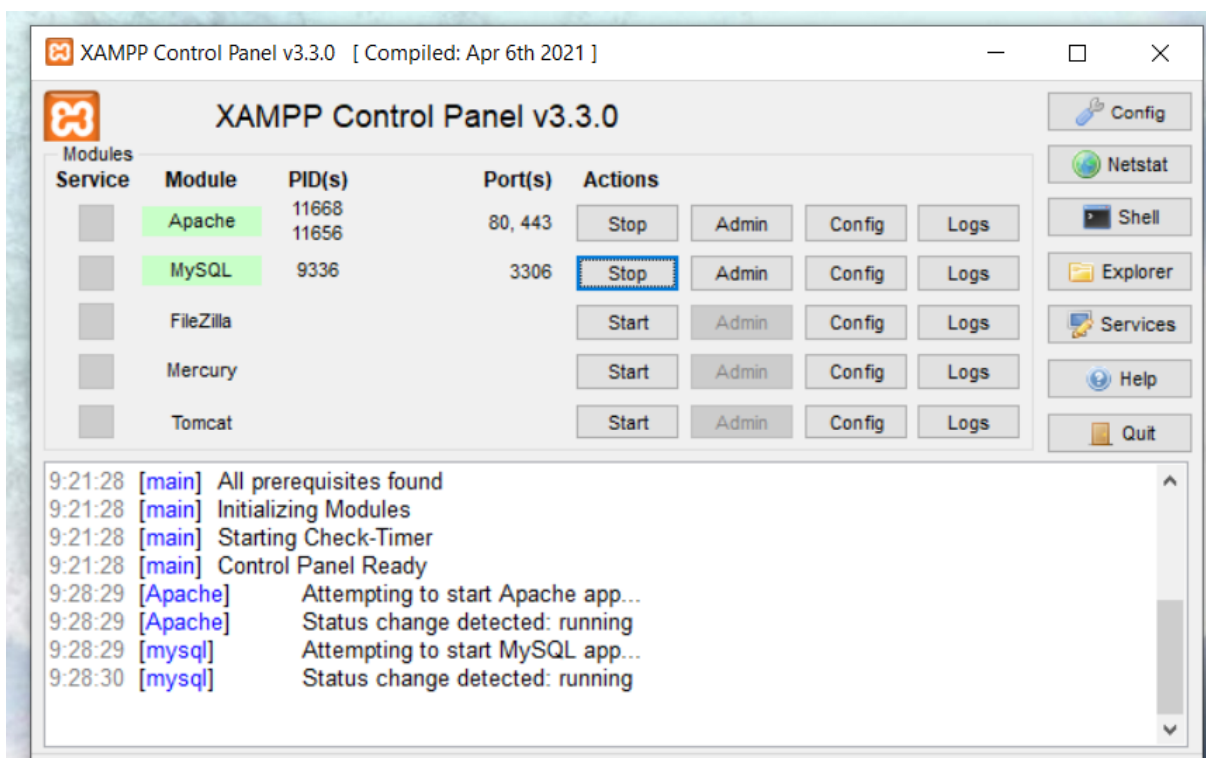 XAMPP Control Panel v3.3.0 [ Compiled: Apr 6th 2021 ]
XAMPP Control Panel v3.3.0
Config
Modules
Netstat
Service Module PID(s) Port(s) Actions
Apache 11668 11656 80, 443 Stop Admin Config Logs
Shell
MySQL 9336 3306 Stop Admin Config Logs
Explorer
FileZilla Start Admin Config Logs
Services
Mercury Start Admin Config Logs
Help
Tomcat Start Admin Config Logs
Quit
9:21:28 [main] All prerequisites found
9:21:28 [main] Initializing Modules
9:21:28 [main] Starting Check-Timer
9:21:28 [main] Control Panel Ready
9:28:29 [Apache] Attempting to start Apache app...
9:28:29 [Apache] Status change detected: running
9:28:29 [mysql] Attempting to start MySQL app...
9:28:30 [mysql] Status change detected: running